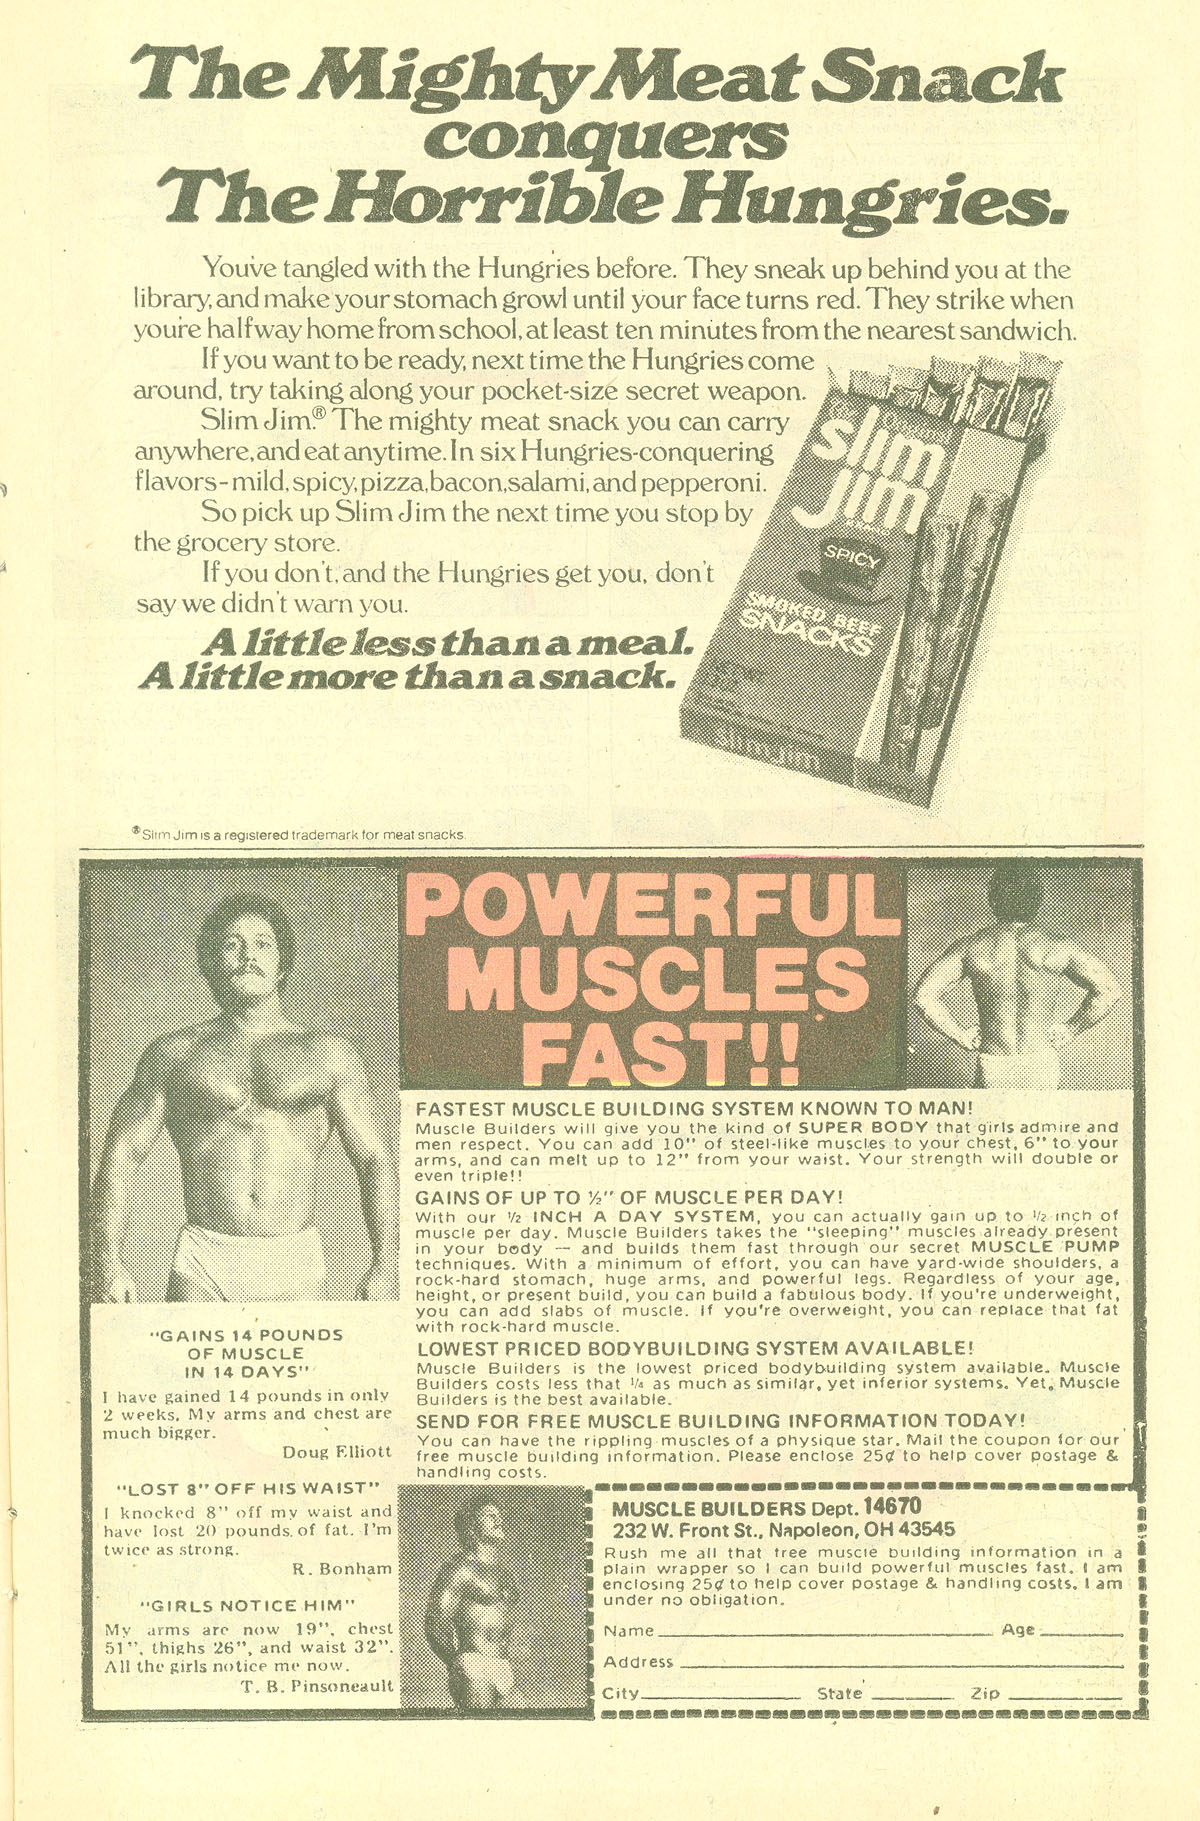 The Mighty Meat Snack
conquers
The Horrible Hungries.
You've tangled with the Hungries before. They sneak up behind you at the
library, and make your stomach growl until your face turns red. They strike when
you're halfway home from school, at least ten minutes from the nearest sandwich.
If you want to be ready, next time the Hungries come
around, try taking along your pocket-size secret weapon.
Slim Jim.® The mighty meat snack you can carry
anywhere, and eat anytime. In six Hungries-conquering
flavors-mild, spicy, pizza, bacon, salami, and pepperoni.
So pick up Slim Jim the next time you stop by
the grocery store.
If you don't, and the Hungries get you, don't
say we didn't warn you.
A little less than a meal.
A little more than a snack.
slim
jim
SPICY
SMOKED BEEF
SNACKS
slim jim
®Slim Jim is a registered trademark for meat snacks.
POWERFUL
MUSCLES
FAST!!
FASTEST MUSCLE BUILDING SYSTEM KNOWN TO MAN!
Muscle Builders will give you the kind of SUPER BODY that girls admire and
men respect. You can add 10" of steel-like muscles to your chest, 6" to your
arms, and can melt up to 12" from your waist. Your strength will double or
even triple!!
GAINS OF UP TO ½" OF MUSCLE PER DAY!
With our ½ INCH A DAY SYSTEM, you can actually gain up to ½ inch of
muscle per day. Muscle Builders takes the "sleeping" muscles already present
in your body — and builds them fast through our secret MUSCLE PUMP
techniques. With a minimum of effort, you can have yard-wide shoulders, a
rock-hard stomach, huge arms, and powerful legs. Regardless of your age,
height, or present build, you can build a fabulous body. If you're underweight,
you can add slabs of muscle. If you're overweight, you can replace that fat
with rock-hard muscle.
LOWEST PRICED BODYBUILDING SYSTEM AVAILABLE!
Muscle Builders is the lowest priced bodybuilding system available. Muscle
Builders costs less that ¼ as much as similar, yet inferior systems. Yet, Muscle
Builders is the best available.
SEND FOR FREE MUSCLE BUILDING INFORMATION TODAY!
You can have the rippling muscles of a physique star. Mail the coupon for our
free muscle building information. Please enclose 25¢ to help cover postage &
handling costs.
"GAINS 14 POUNDS
OF MUSCLE
IN 14 DAYS"
I have gained 14 pounds in only
2 weeks. My arms and chest are
much bigger.
Doug Elliott
"LOST 8" OFF HIS WAIST"
I knocked 8" off my waist and
have lost 20 pounds of fat. I'm
twice as strong.
R. Bonham
"GIRLS NOTICE HIM"
My arms are now 19", chest
51", thighs 26", and waist 32".
All the girls notice me now.
T. B. Pinsoneault
MUSCLE BUILDERS Dept. 14670
232 W. Front St., Napoleon, OH 43545
Rush me all that free muscle building information in a
plain wrapper so I can build powerful muscles fast. I am
enclosing 25¢ to help cover postage & handling costs. I am
under no obligation.
Name Age
Address
City State Zip